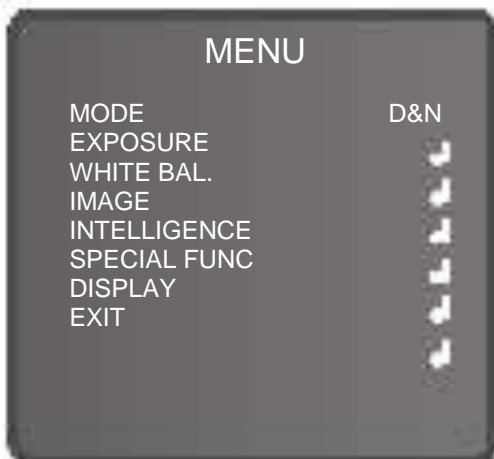 MENU
MODE D&N
EXPOSURE
WHITE BAL.
IMAGE
INTELLIGENCE
SPECIAL FUNC
DISPLAY
EXIT